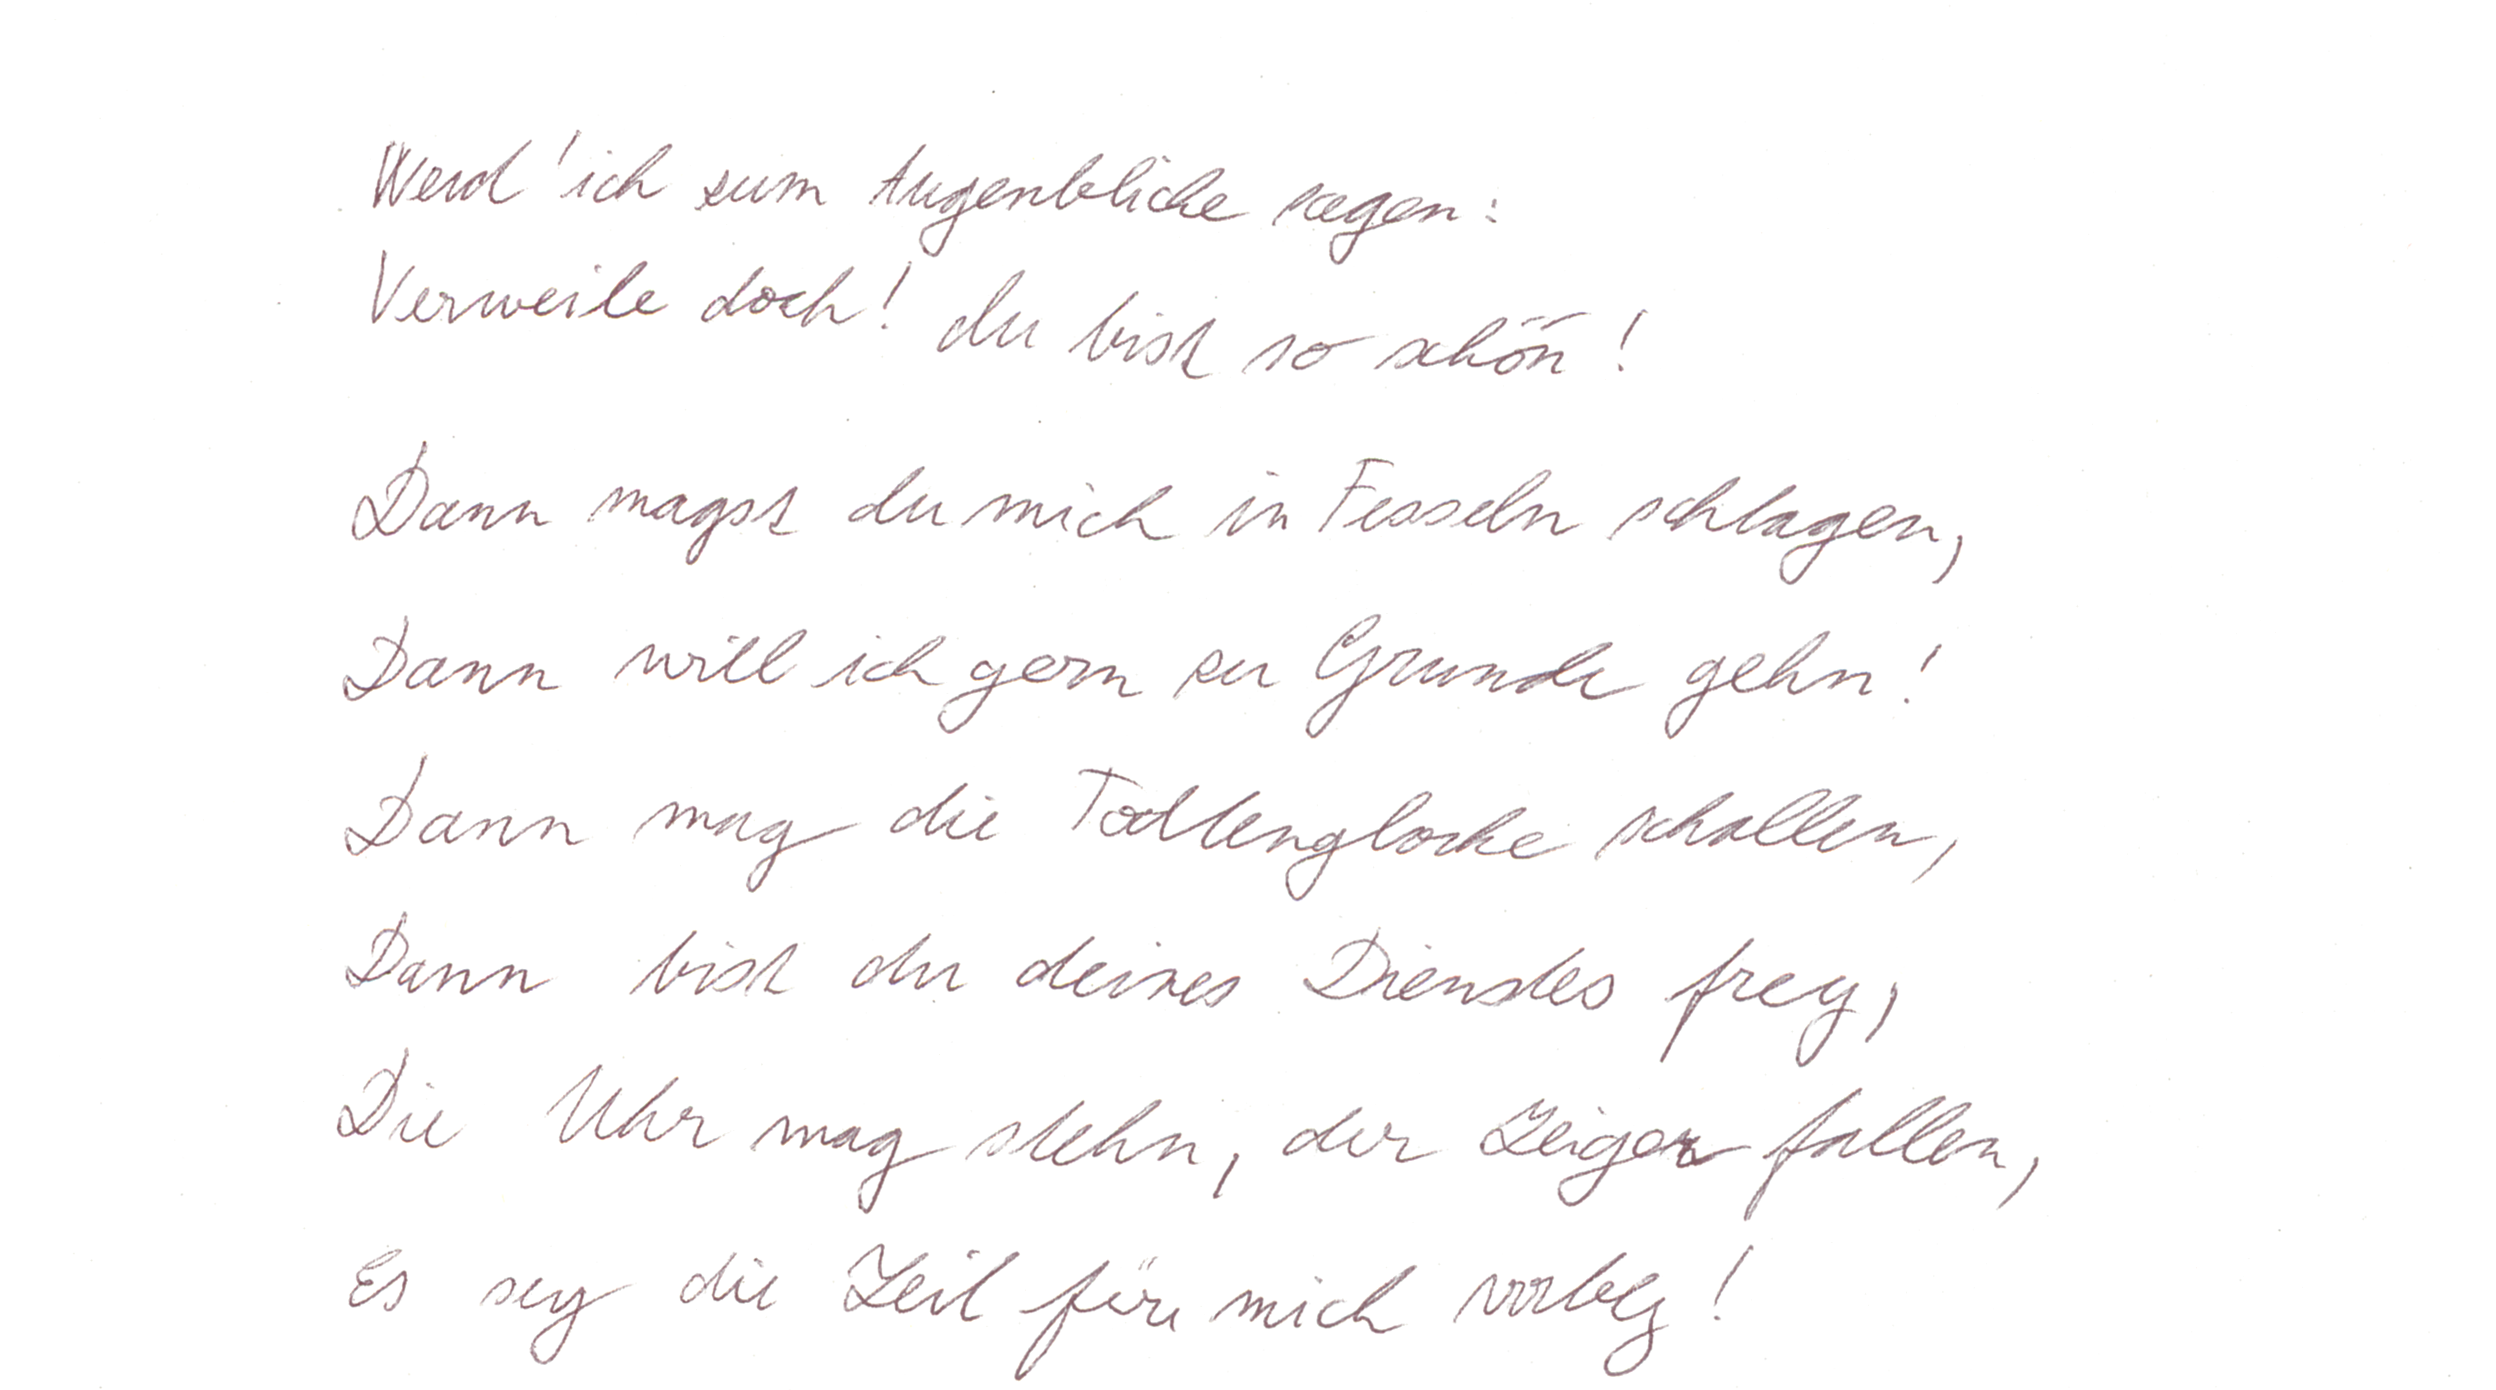 Werd' ich zum Augenblicke sagen:
Verweile doch! du bist so schön!
Dann magst du mich in Fesseln schlagen,
Dann will ich gern zu Grunde gehn!
Dann mag die Todtenglocke schallen,
Dann bist du deines Dienstes frey,
Die Uhr mag stehn, der Zeiger fallen,
Es sey die Zeit für mich vorbey!